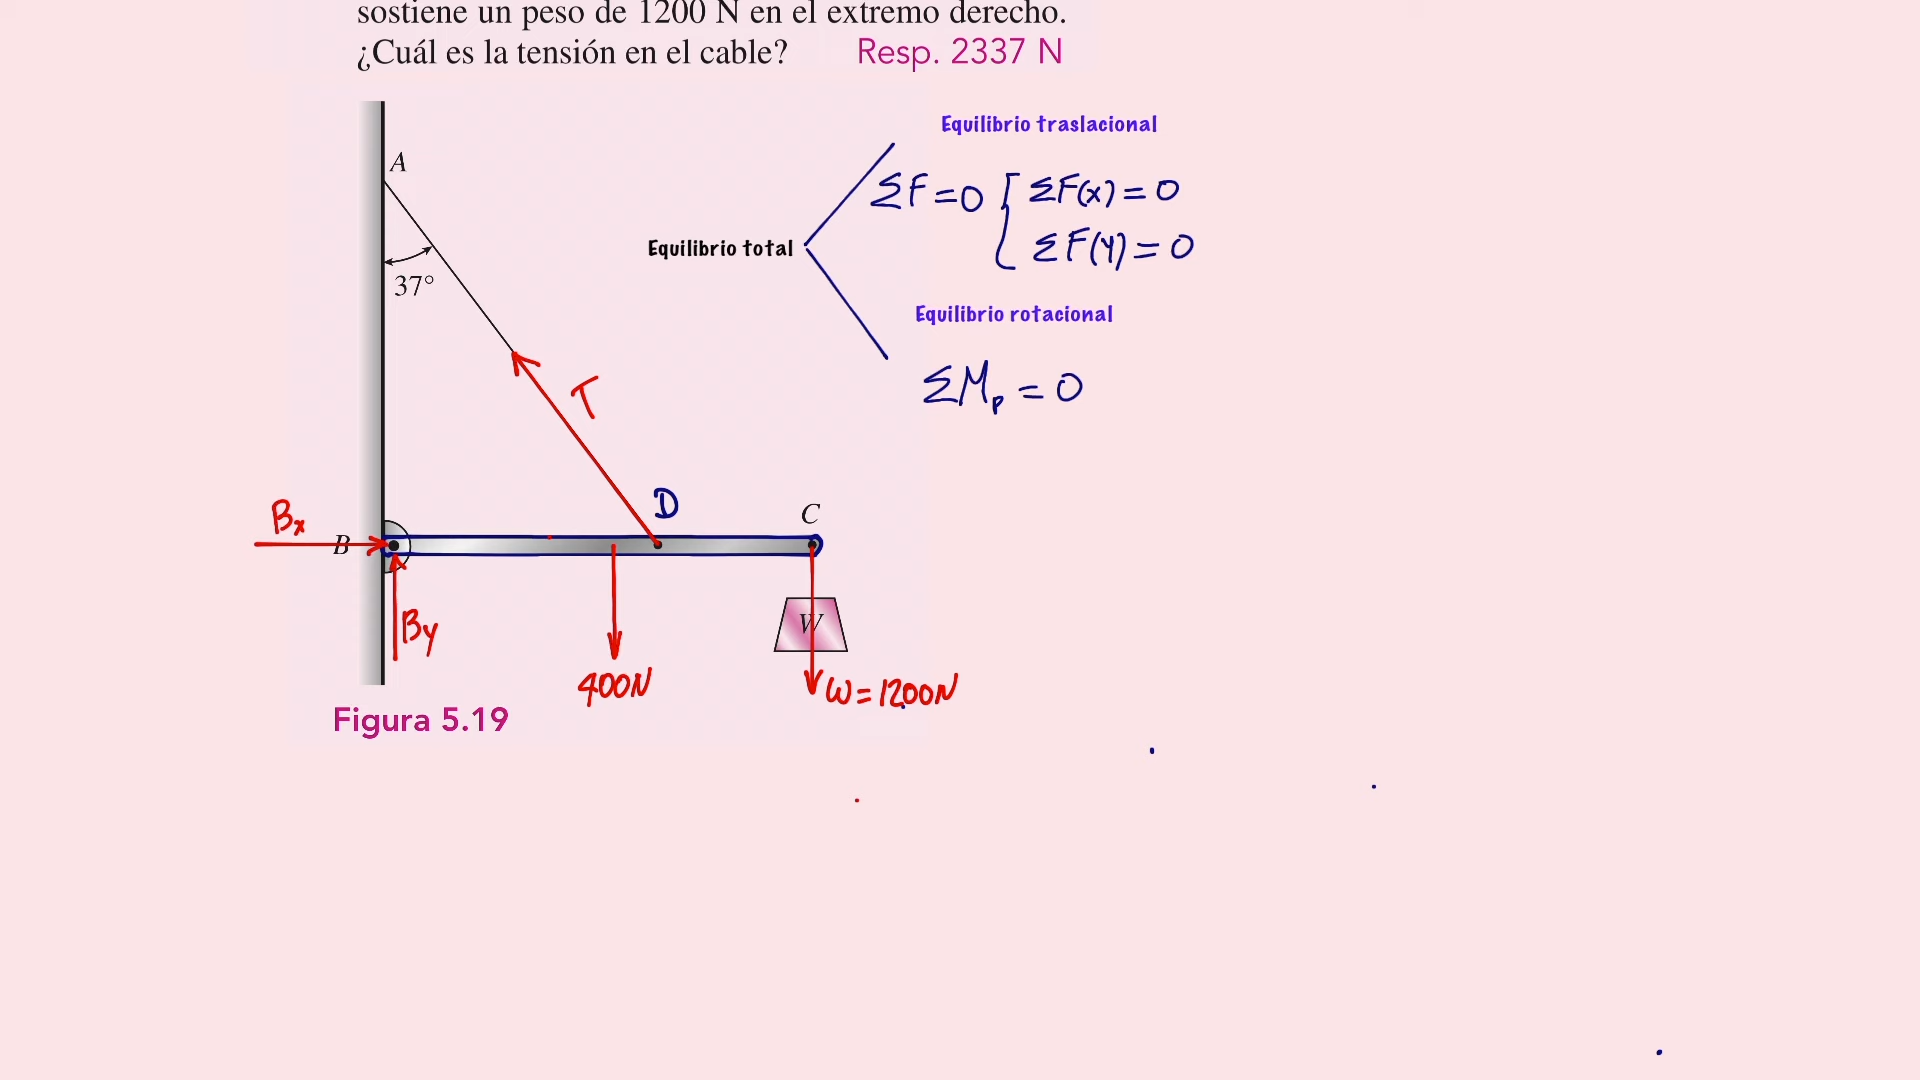 sostiene un peso de 1200 N en el extremo derecho.
¿Cuál es la tensión en el cable? Resp. 2337 N
Equilibrio traslacional
A
ΣF=0 { ΣF(x)=0
ΣF(y)=0
Equilibrio total
37°
Equilibrio rotacional
ΣMp = 0
T
D
C
Bx
B
By
W
400N
W=1200N
Figura 5.19